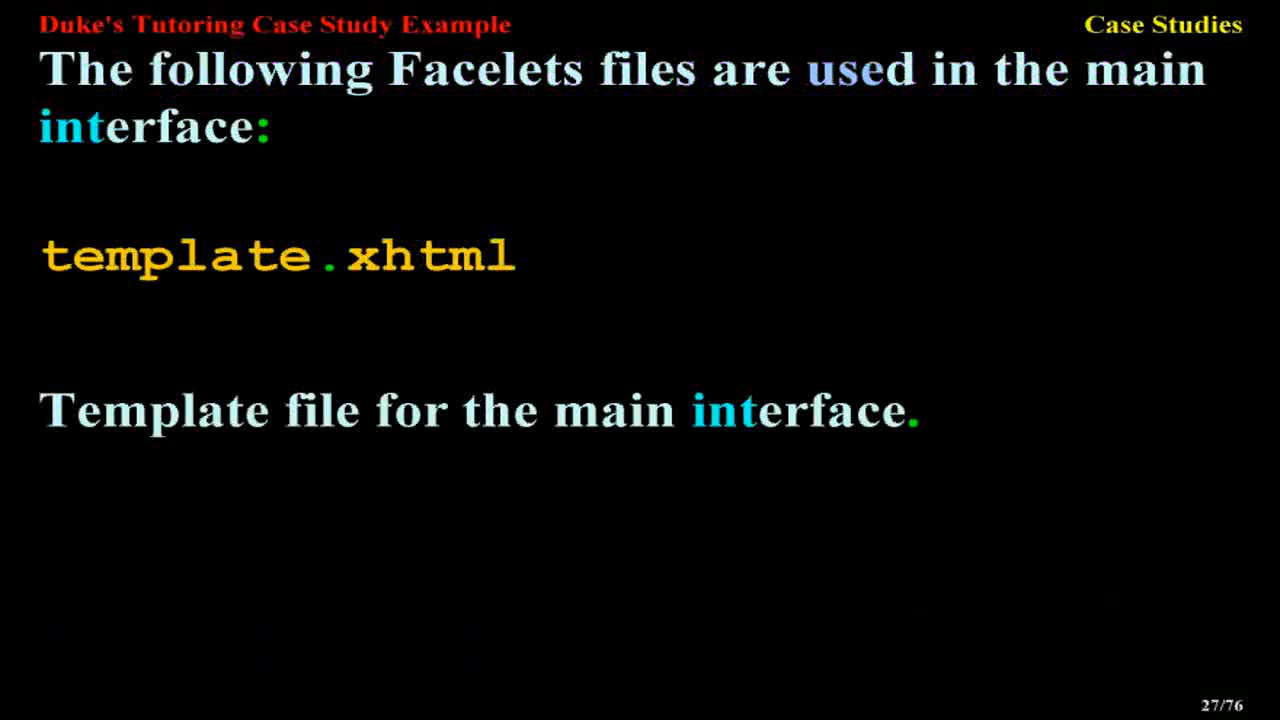 Duke's Tutoring Case Study Example
Case Studies
The following Facelets files are used in the main
interface:
template.xhtml
Template file for the main interface.
27/76